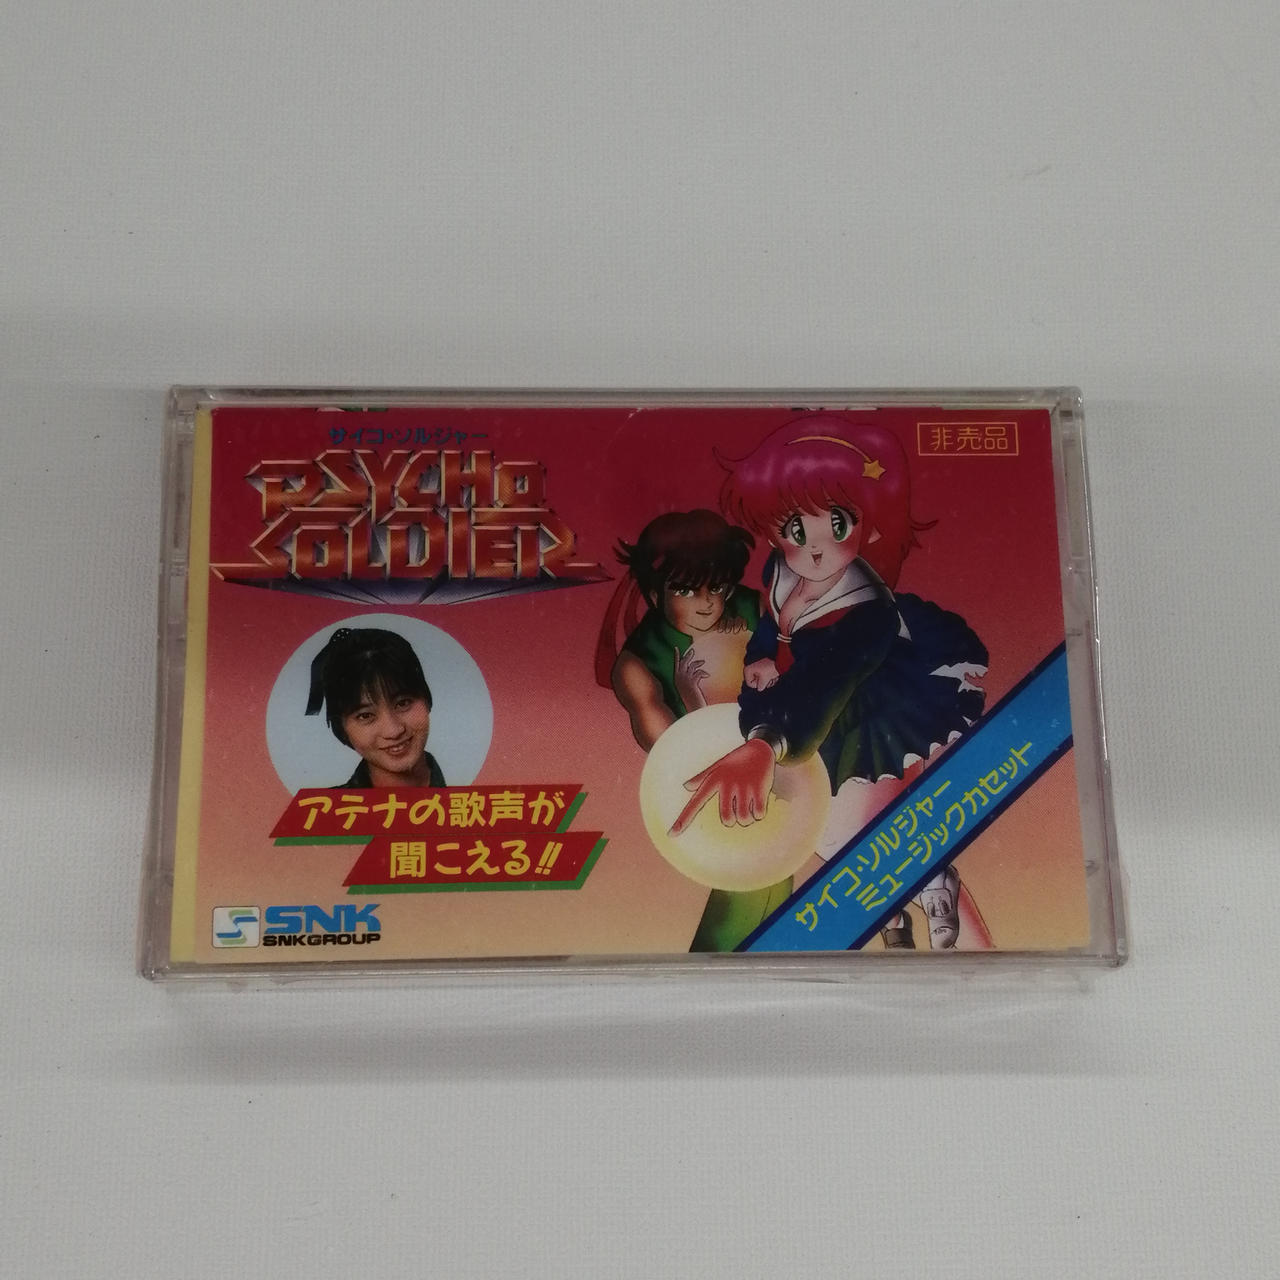 サイコ・ソルジャー
PSYCHO
SOLDIER
非売品
アテナの歌声が
聞こえる!!
サイコ・ソルジャー
ミュージックカセット
SNK
SNKGROUP